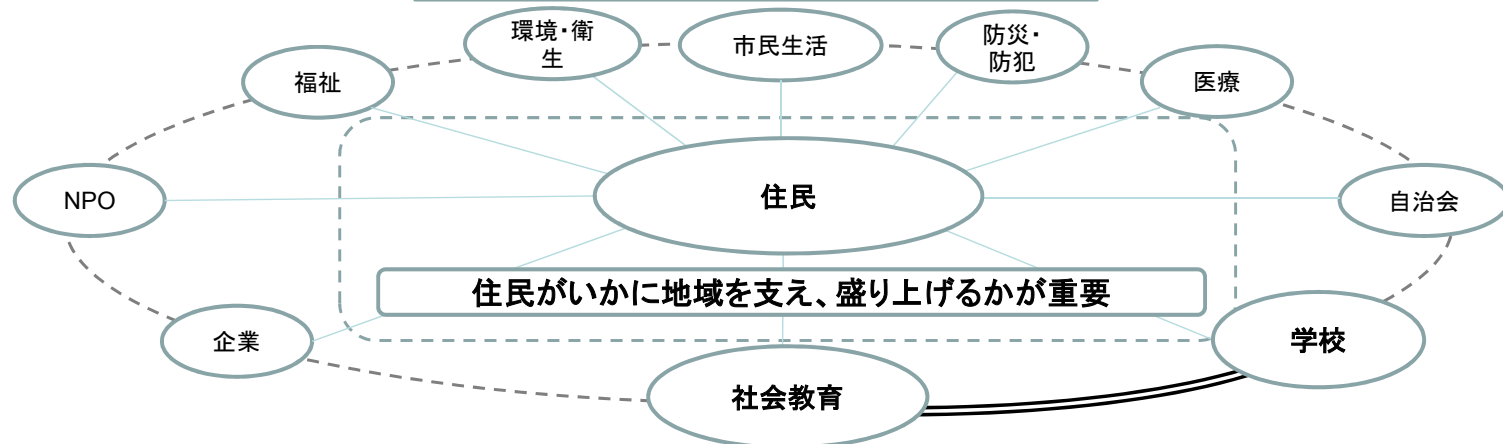 環境・衛
生
市民生活
防災・
防犯
福祉
医療
NPO
住民
自治会
住民がいかに地域を支え、盛り上げるかが重要
企業
学校
社会教育